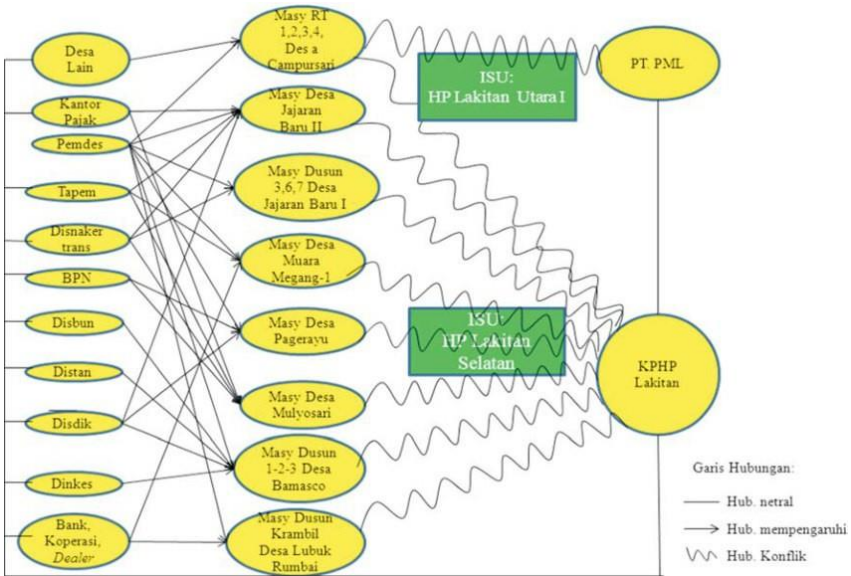 Desa
Lain
Kantor
Pajak
Pemdes
Tapem
Disnaker
trans
BPN
Disbun
Distan
Disdik
Dinkes
Bank,
Koperasi,
Dealer
Masy RT
1,2,3,4,
Des a
Campursari
Masy Desa
Jajaran
Baru II
Masy Dusun
3,6,7 Desa
Jajaran Baru I
Masy Desa
Muara
Megang-1
Masy Desa
Pagerayu
Masy Desa
Mulyosari
Masy Dusun
1-2-3 Desa
Bamasco
Masy Dusun
Krambil
Desa Lubuk
Rumbai
ISU:
HP Lakitan Utara I
ISU:
HP Lakitan
Selatan
PT. PML
KPHP
Lakitan
Garis Hubungan:
Hub. netral
Hub. mempengaruhi
Hub. Konflik